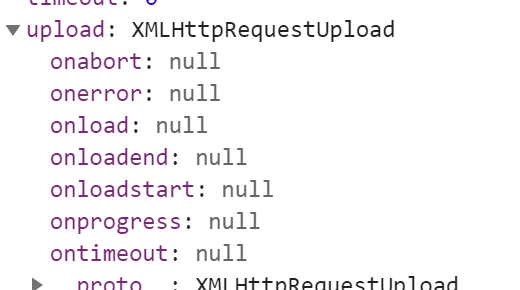 timeout: 0
▼upload: XMLHttpRequestUpload
onabort: null
onerror: null
onload: null
onloadend: null
onloadstart: null
onprogress: null
ontimeout: null
▶__proto__: XMLHttpRequestUpload